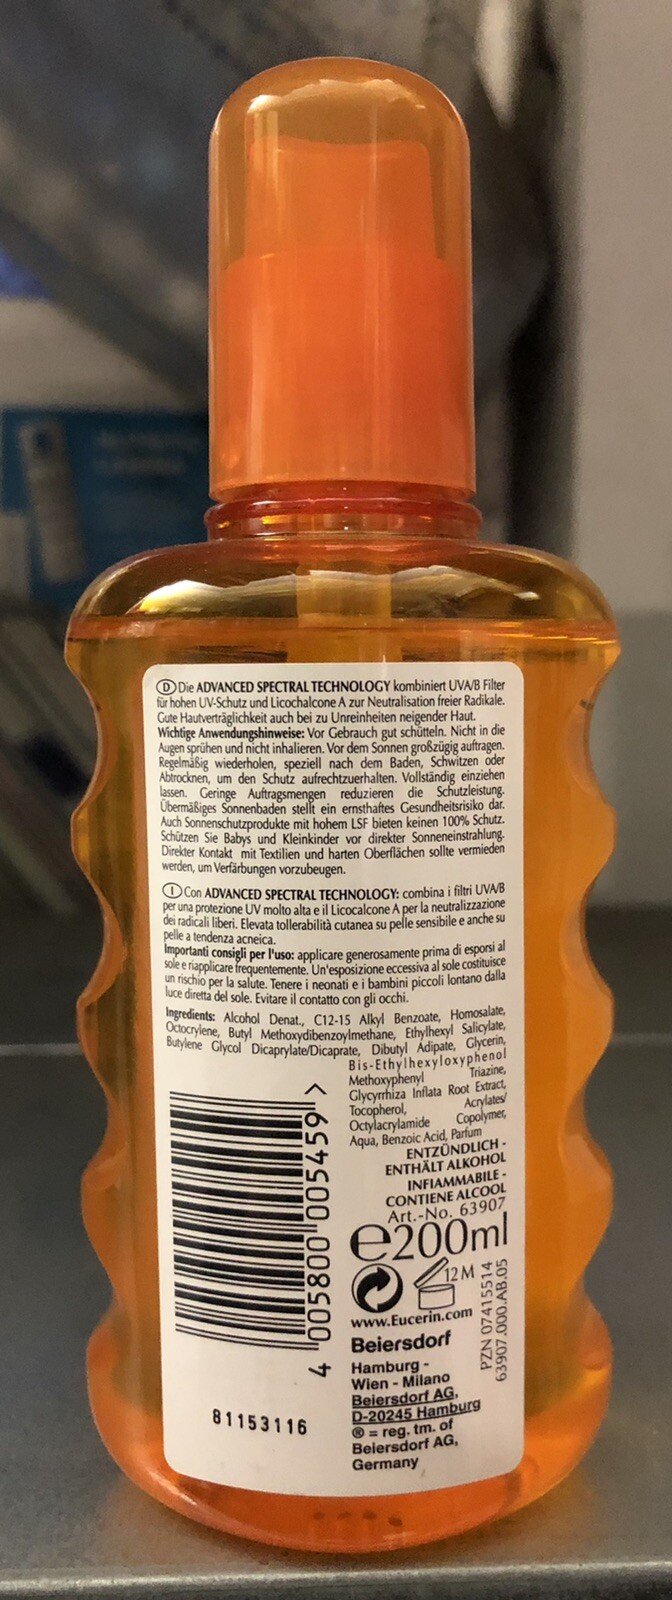 D Die ADVANCED SPECTRAL TECHNOLOGY kombiniert UVA/B Filter
für hohen UV-Schutz und Licochalcone A zur Neutralisation freier Radikale.
Gute Hautverträglichkeit auch bei zu Unreinheiten neigender Haut.
Wichtige Anwendungshinweise: Vor Gebrauch gut schütteln. Nicht in die
Augen sprühen und nicht inhalieren. Vor dem Sonnen großzügig auftragen.
Regelmäßig wiederholen, speziell nach dem Baden, Schwitzen oder
Abtrocknen, um den Schutz aufrechtzuerhalten. Vollständig einziehen
lassen. Geringe Auftragsmengen reduzieren die Schutzleistung.
Übermäßiges Sonnenbaden stellt ein ernsthaftes Gesundheitsrisiko dar.
Auch Sonnenschutzprodukte mit hohem LSF bieten keinen 100% Schutz.
Schützen Sie Babys und Kleinkinder vor direkter Sonneneinstrahlung.
Direkter Kontakt mit Textilien und harten Oberflächen sollte vermieden
werden, um Verfärbungen vorzubeugen.
I Con ADVANCED SPECTRAL TECHNOLOGY: combina i filtri UVA/B
per una protezione UV molto alta e il Licocalcone A per la neutralizzazione
dei radicali liberi. Elevata tollerabilità cutanea su pelle sensibile e anche su
pelle a tendenza acneica.
Importanti consigli per l'uso: applicare generosamente prima di esporsi al
sole e riapplicare frequentemente. Un'esposizione eccessiva al sole costituisce
un rischio per la salute. Tenere i neonati e i bambini piccoli lontano dalla
luce diretta del sole. Evitare il contatto con gli occhi.
Ingredients: Alcohol Denat., C12-15 Alkyl Benzoate, Homosalate,
Octocrylene, Butyl Methoxydibenzoylmethane, Ethylhexyl Salicylate,
Butylene Glycol Dicaprylate/Dicaprate, Dibutyl Adipate, Glycerin,
Bis-Ethylhexyloxyphenol
Methoxyphenyl Triazine,
Glycyrrhiza Inflata Root Extract,
Tocopherol, Acrylates/
Octylacrylamide Copolymer,
Aqua, Benzoic Acid, Parfum
ENTZÜNDLICH -
ENTHÄLT ALKOHOL
INFIAMMABILE -
CONTIENE ALCOOL
Art.-No. 63907
e200ml
12 M
www.Eucerin.com
Beiersdorf
Hamburg -
Wien - Milano
Beiersdorf AG,
D-20245 Hamburg
® = reg. tm. of
Beiersdorf AG,
Germany
PZN 07415514
63907.000.AB.05
4 005800 005459 >
81153116